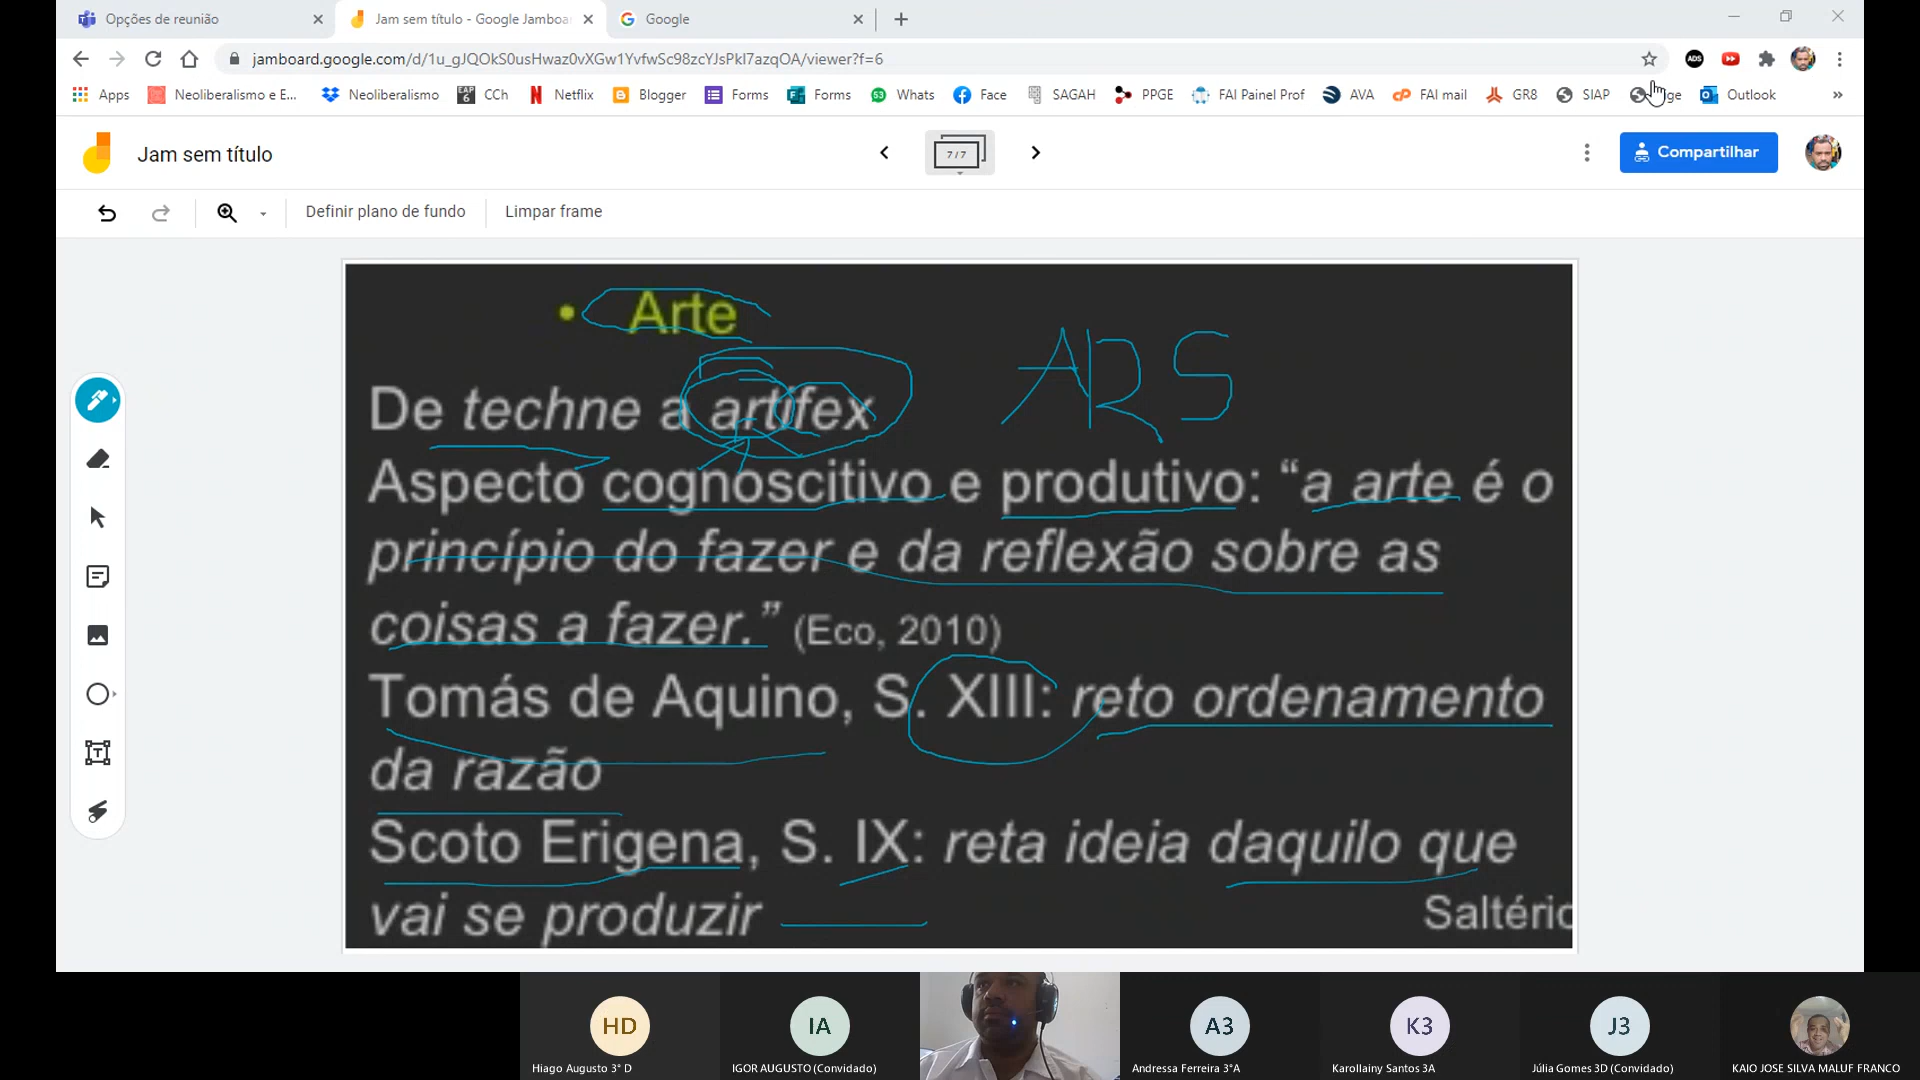 Opções de reunião
Jam sem título - Google Jamboa
Google
jamboard.google.com/d/1u_gJQOkS0usHwaz0vXGw1YvfwSc98zcYJsPkI7azqOA/viewer?f=6
ADS
Apps
Neoliberalismo e E...
Neoliberalismo
CCh
Netflix
Blogger
Forms
Forms
Whats
Face
SAGAH
PPGE
FAI Painel Prof
AVA
FAI mail
GR8
SIAP
Outlook
Jam sem título
7 / 7
Compartilhar
Definir plano de fundo
Limpar frame
• Arte
ARS
De techne a artifex
Aspecto cognoscitivo e produtivo: “a arte é o
princípio do fazer e da reflexão sobre as
coisas a fazer.” (Eco, 2010)
Tomás de Aquino, S. XIII: reto ordenamento
da razão
Scoto Erigena, S. IX: reta ideia daquilo que
vai se produzir
Saltéric
HD
IA
A3
K3
J3
Hiago Augusto 3° D
IGOR AUGUSTO (Convidado)
Andressa Ferreira 3°A
Karollainy Santos 3A
Júlia Gomes 3D (Convidado)
KAIO JOSE SILVA MALUF FRANCO